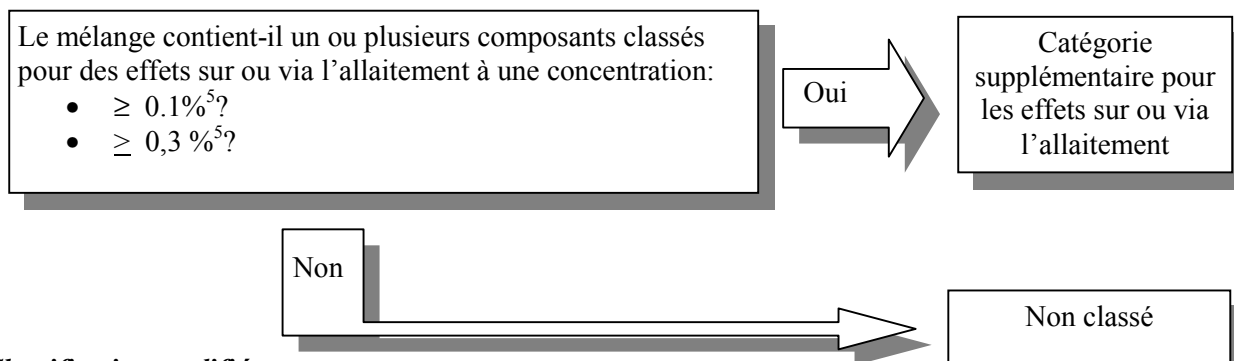 Le mélange contient-il un ou plusieurs composants classés
pour des effets sur ou via l’allaitement à une concentration:
• ≥ 0.1%⁵?
• ≥ 0,3 %⁵?
Oui
Catégorie
supplémentaire pour
les effets sur ou via
l’allaitement
Non
Non classé